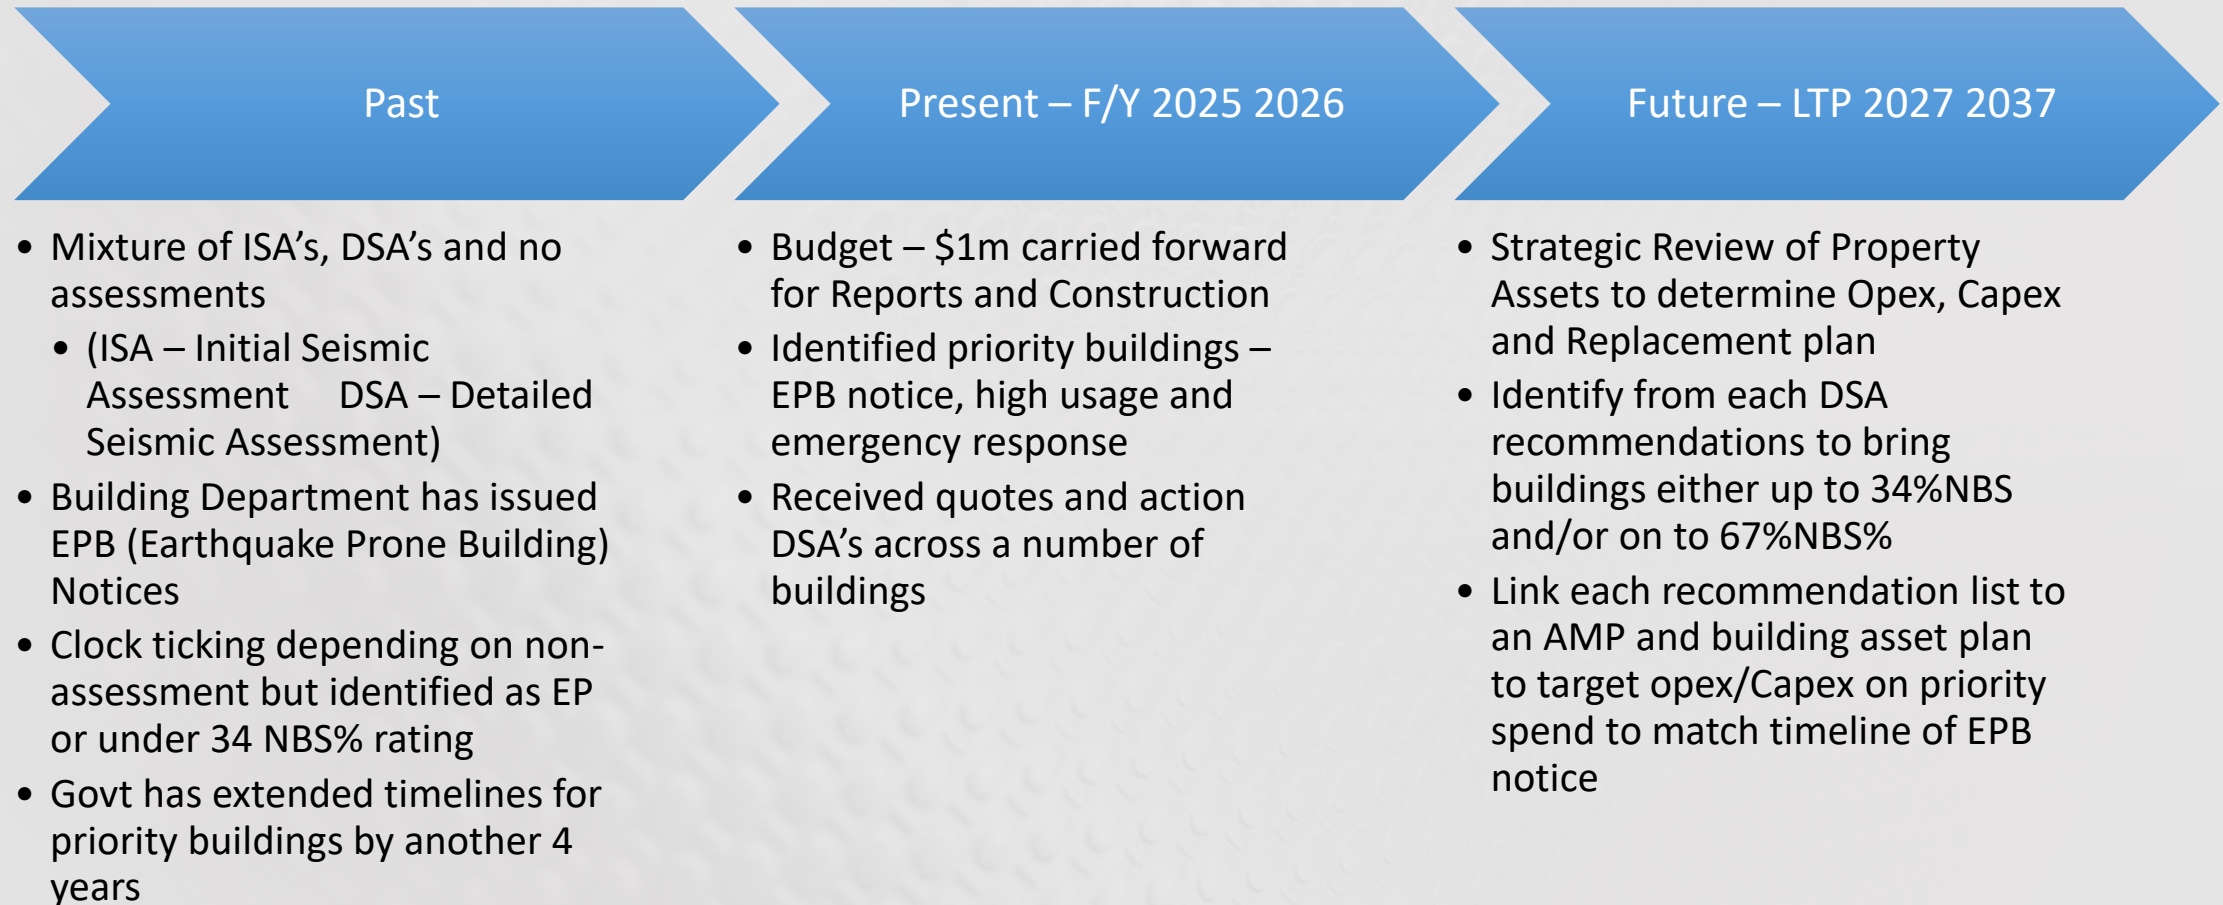 Past
• Mixture of ISA’s, DSA’s and no
assessments
• (ISA – Initial Seismic
Assessment DSA – Detailed
Seismic Assessment)
• Building Department has issued
EPB (Earthquake Prone Building)
Notices
• Clock ticking depending on non-
assessment but identified as EP
or under 34 NBS% rating
• Govt has extended timelines for
priority buildings by another 4
years
Present – F/Y 2025 2026
• Budget – $1m carried forward
for Reports and Construction
• Identified priority buildings –
EPB notice, high usage and
emergency response
• Received quotes and action
DSA’s across a number of
buildings
Future – LTP 2027 2037
• Strategic Review of Property
Assets to determine Opex, Capex
and Replacement plan
• Identify from each DSA
recommendations to bring
buildings either up to 34%NBS
and/or on to 67%NBS%
• Link each recommendation list to
an AMP and building asset plan
to target opex/Capex on priority
spend to match timeline of EPB
notice